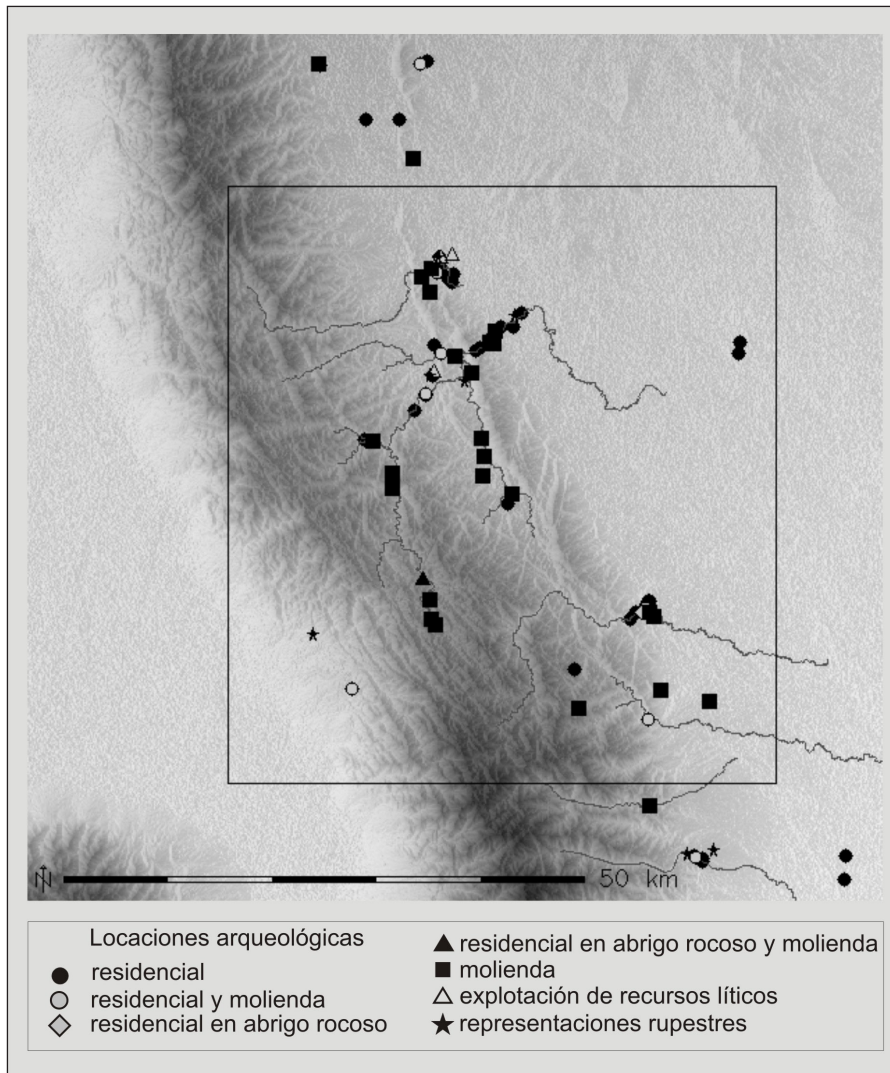 N
50 km
Locaciones arqueológicas
residencial
residencial y molienda
residencial en abrigo rocoso
residencial en abrigo rocoso y molienda
molienda
explotación de recursos líticos
representaciones rupestres